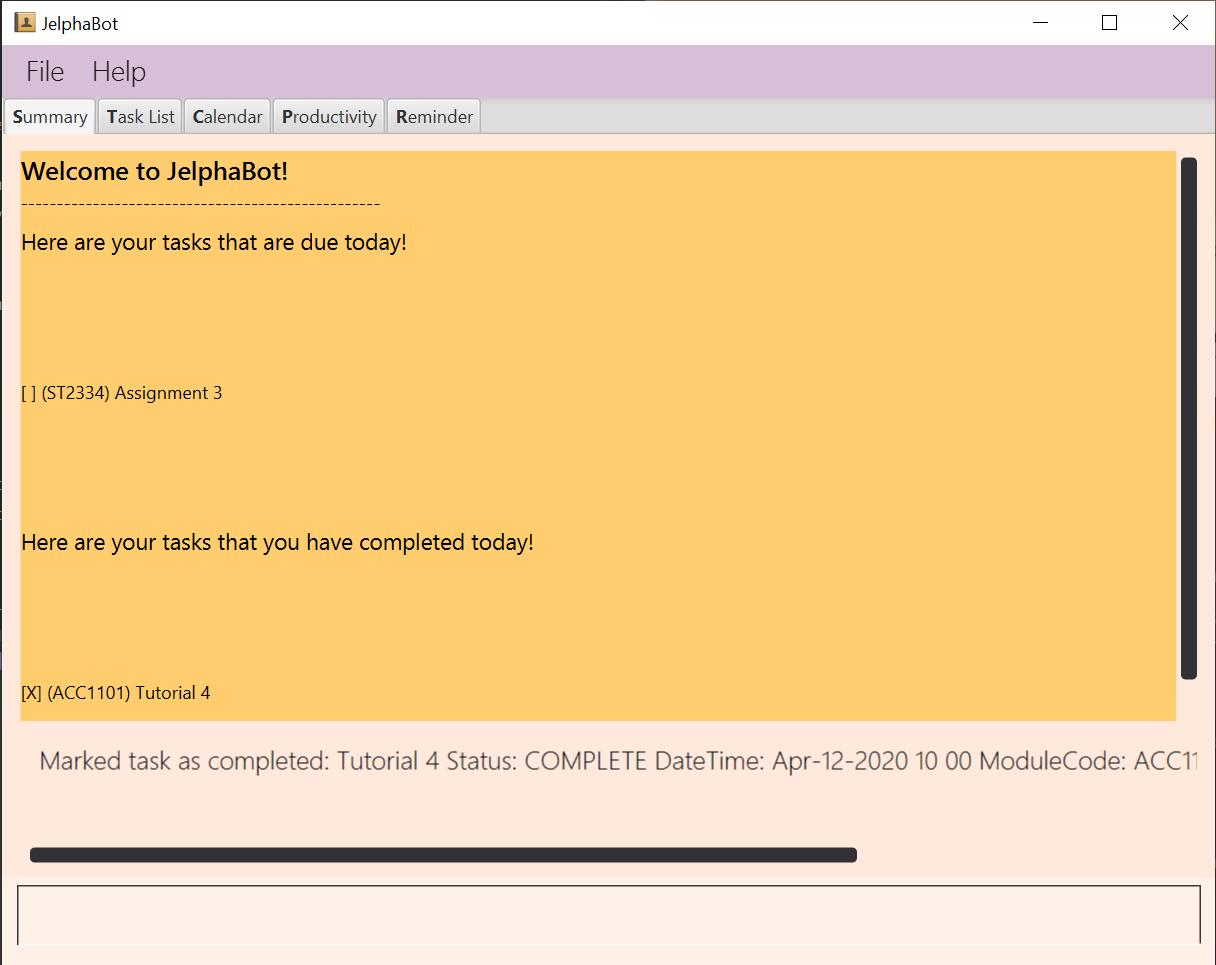 JelphaBot
File Help
Summary Task List Calendar Productivity Reminder
Welcome to JelphaBot!
---------------------------------------------------
Here are your tasks that are due today!
[ ] (ST2334) Assignment 3
Here are your tasks that you have completed today!
[X] (ACC1101) Tutorial 4
Marked task as completed: Tutorial 4 Status: COMPLETE DateTime: Apr-12-2020 10 00 ModuleCode: ACC11